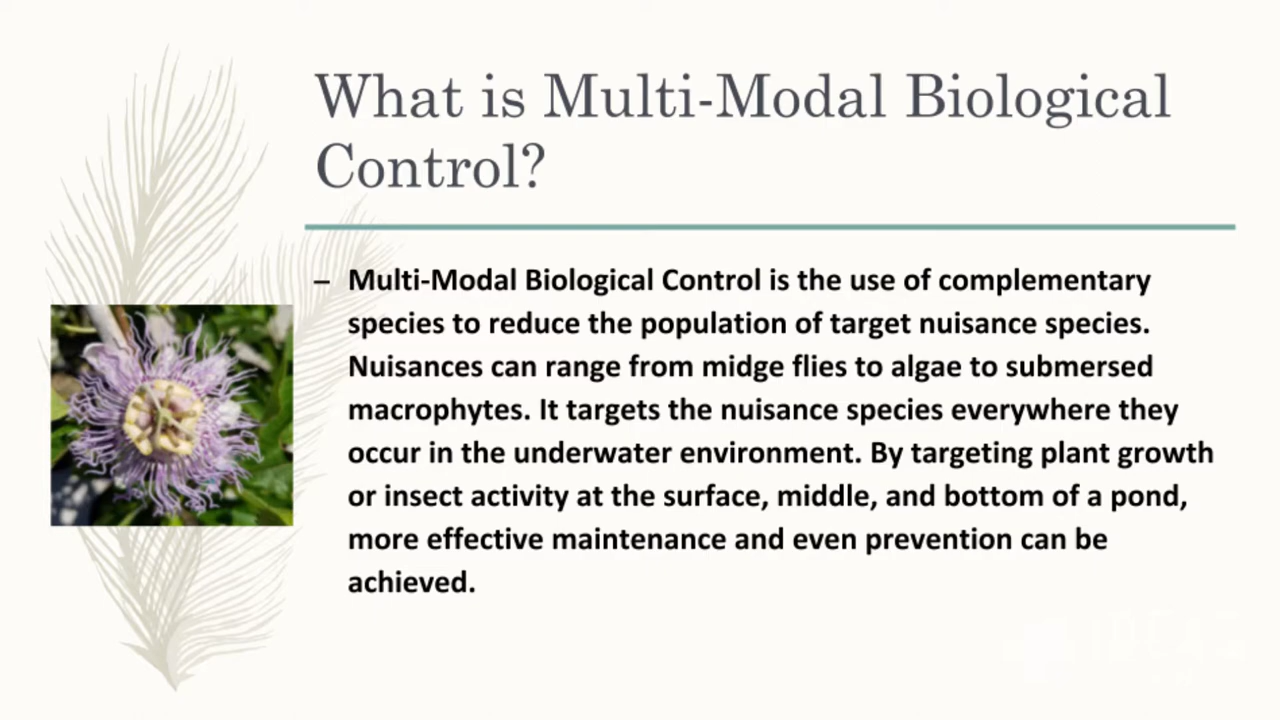 What is Multi-Modal Biological
Control?
– Multi-Modal Biological Control is the use of complementary
species to reduce the population of target nuisance species.
Nuisances can range from midge flies to algae to submersed
macrophytes. It targets the nuisance species everywhere they
occur in the underwater environment. By targeting plant growth
or insect activity at the surface, middle, and bottom of a pond,
more effective maintenance and even prevention can be
achieved.